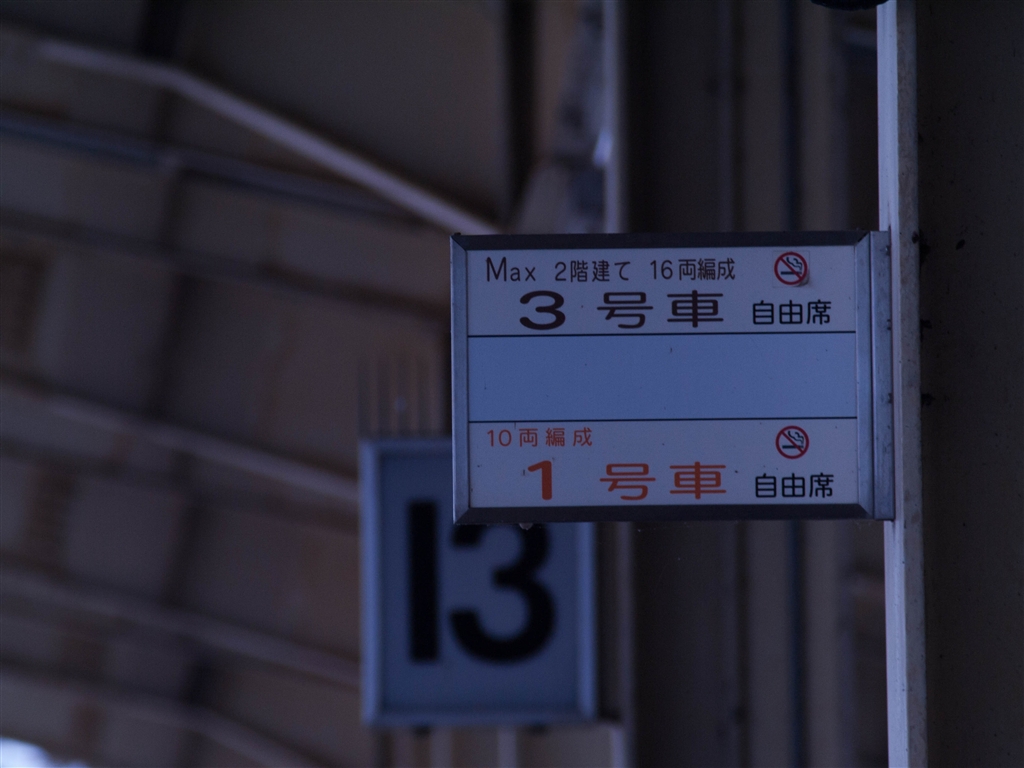 Max 2階建て 16両編成
3 号車 自由席
10両編成
1 号車 自由席
13